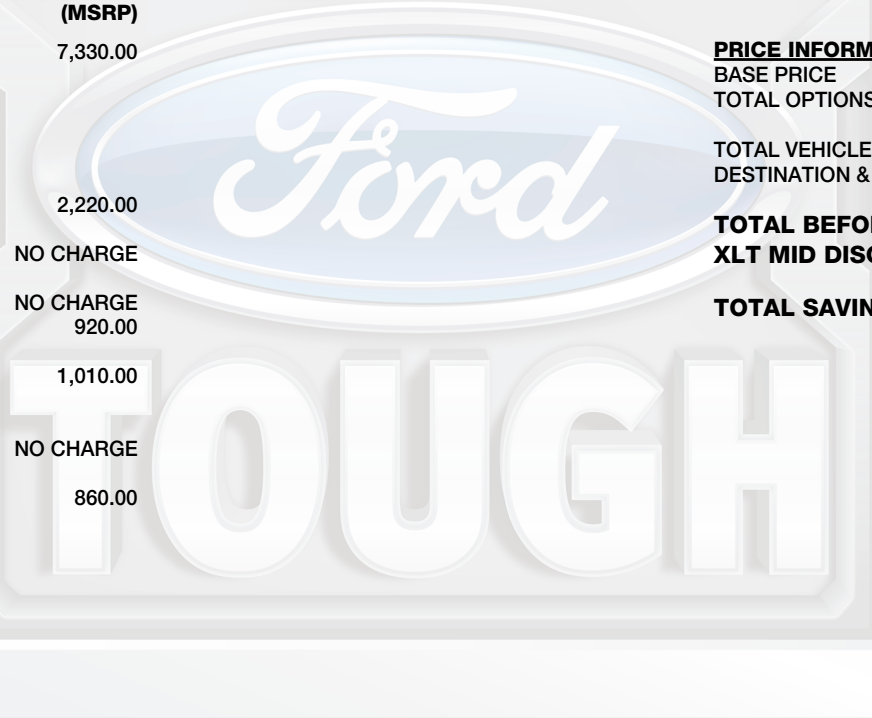 (MSRP)
7,330.00
2,220.00
NO CHARGE
NO CHARGE
920.00
1,010.00
NO CHARGE
860.00
PRICE INFORM
BASE PRICE
TOTAL OPTIONS
TOTAL VEHICLE
DESTINATION &
TOTAL BEFO
XLT MID DISC
TOTAL SAVIN
Ford
TOUGH